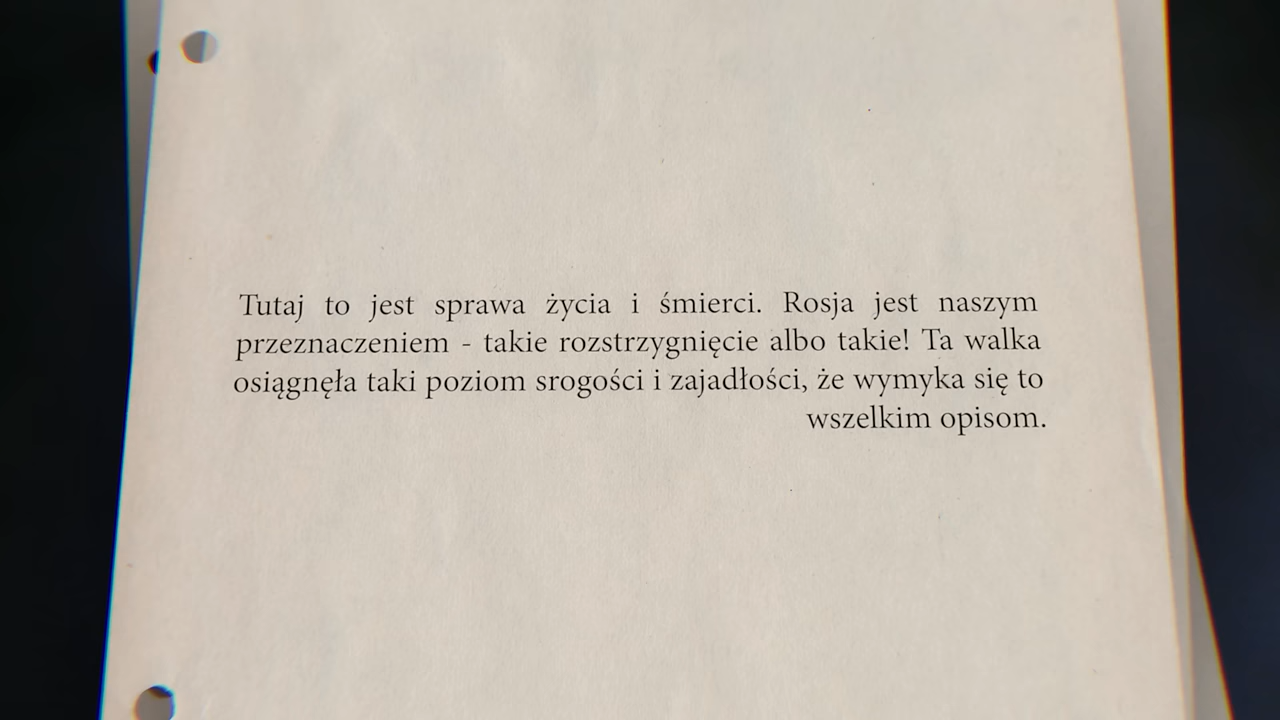 Tutaj to jest sprawa życia i śmierci. Rosja jest naszym
przeznaczeniem - takie rozstrzygnięcie albo takie! Ta walka
osiągnęła taki poziom srogości i zajadłości, że wymyka się to
wszelkim opisom.